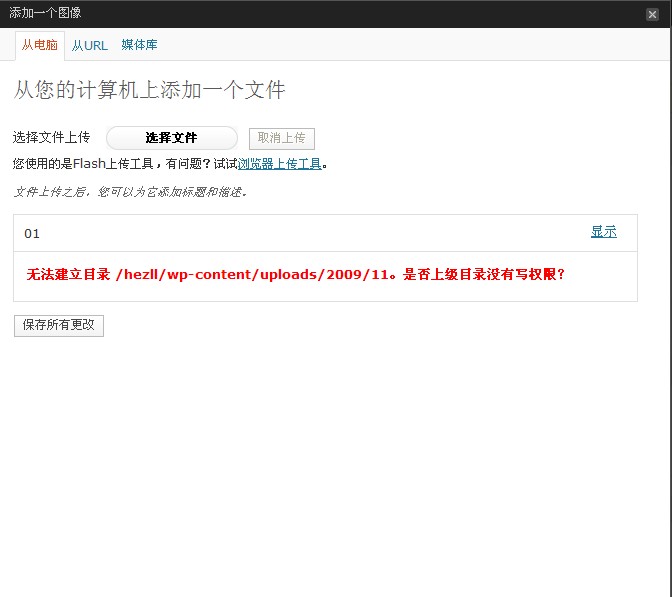 添加一个图像
从电脑 从URL 媒体库
从您的计算机上添加一个文件
选择文件上传 选择文件 取消上传
您使用的是Flash上传工具，有问题？试试浏览器上传工具。
文件上传之后，您可以为它添加标题和描述。
01 显示
无法建立目录 /hezll/wp-content/uploads/2009/11。是否上级目录没有写权限？
保存所有更改